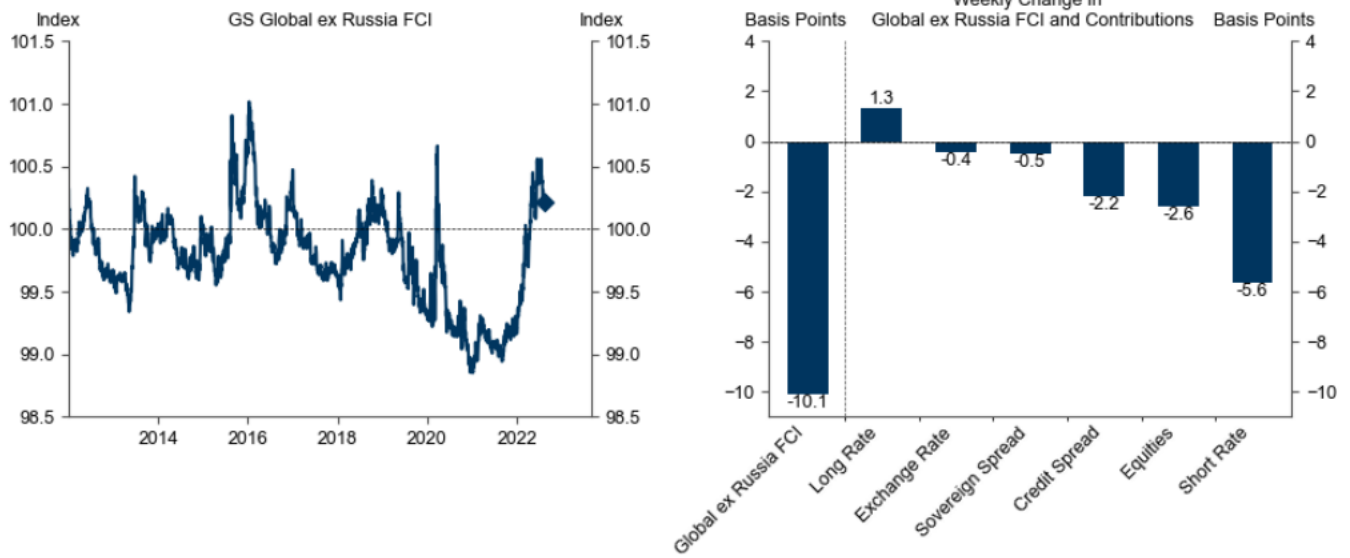 Index GS Global ex Russia FCI Index
101.5 101.5
101.0 101.0
100.5 100.5
100.0 100.0
99.5 99.5
99.0 99.0
98.5 98.5
2014 2016 2018 2020 2022
Weekly Change in
Basis Points Global ex Russia FCI and Contributions Basis Points
4 4
2 2
0 0
−2 −2
−4 −4
−6 −6
−8 −8
−10 −10
-10.1
1.3
-0.4
-0.5
-2.2
-2.6
-5.6
Global ex Russia FCI
Long Rate
Exchange Rate
Sovereign Spread
Credit Spread
Equities
Short Rate